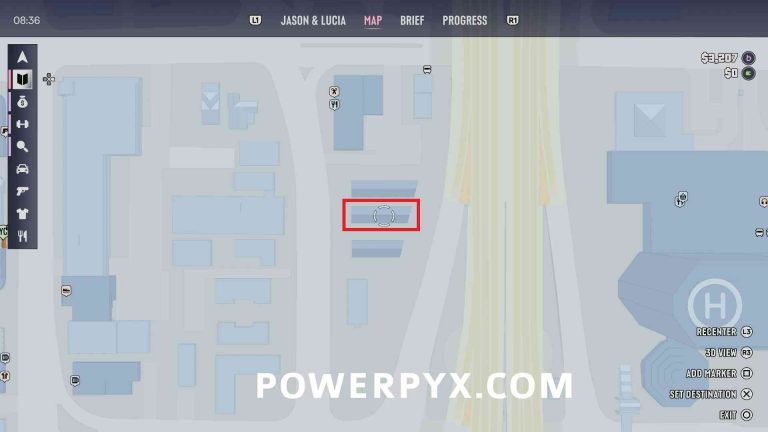 08:36
L1 JASON & LUCIA MAP BRIEF PROGRESS R1
$3,207
$0
H
RECENTER L3
3D VIEW R3
ADD MARKER
SET DESTINATION
EXIT
POWERPYX.COM